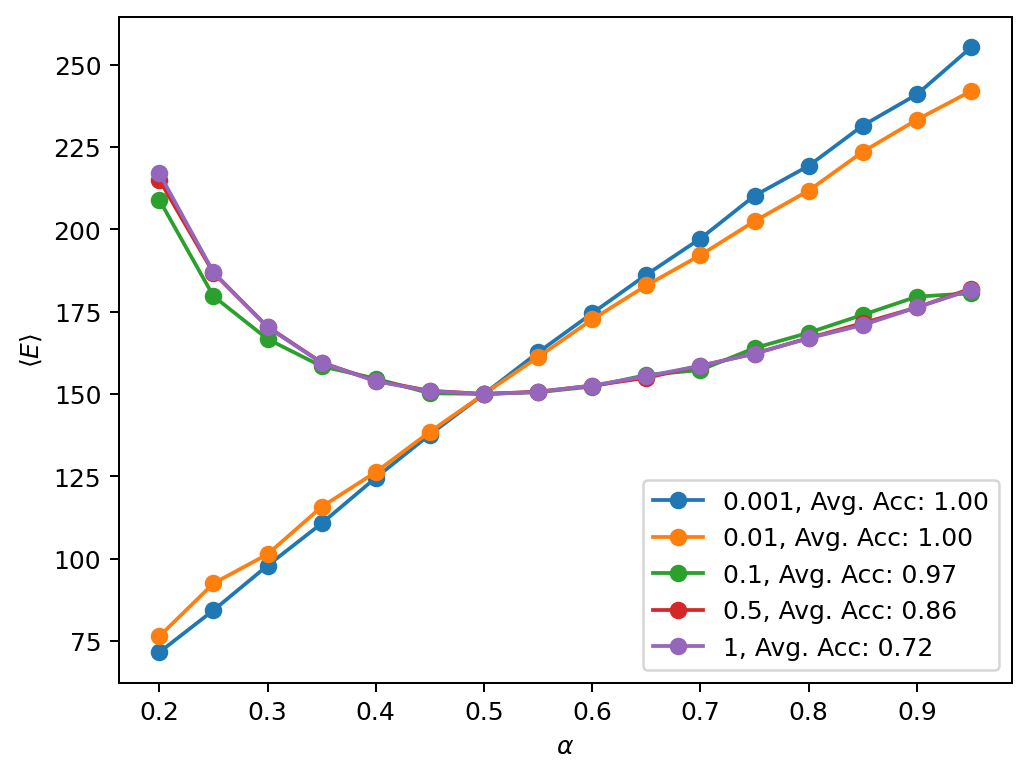 250
225
200
175
150
125
100
75
⟨E⟩
0.001, Avg. Acc: 1.00
0.01, Avg. Acc: 1.00
0.1, Avg. Acc: 0.97
0.5, Avg. Acc: 0.86
1, Avg. Acc: 0.72
0.2 0.3 0.4 0.5 0.6 0.7 0.8 0.9
α